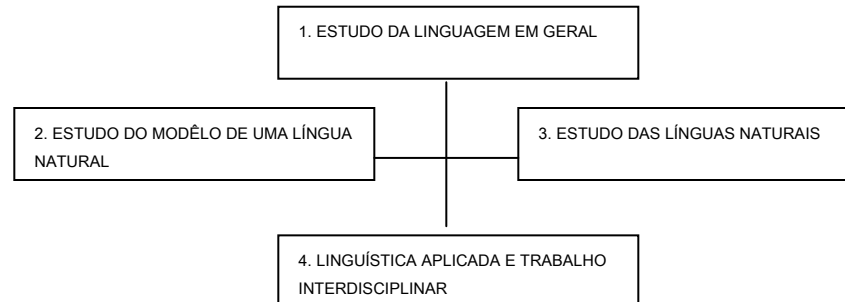 1. ESTUDO DA LINGUAGEM EM GERAL
2. ESTUDO DO MODÊLO DE UMA LÍNGUA
NATURAL
3. ESTUDO DAS LÍNGUAS NATURAIS
4. LINGUÍSTICA APLICADA E TRABALHO
INTERDISCIPLINAR